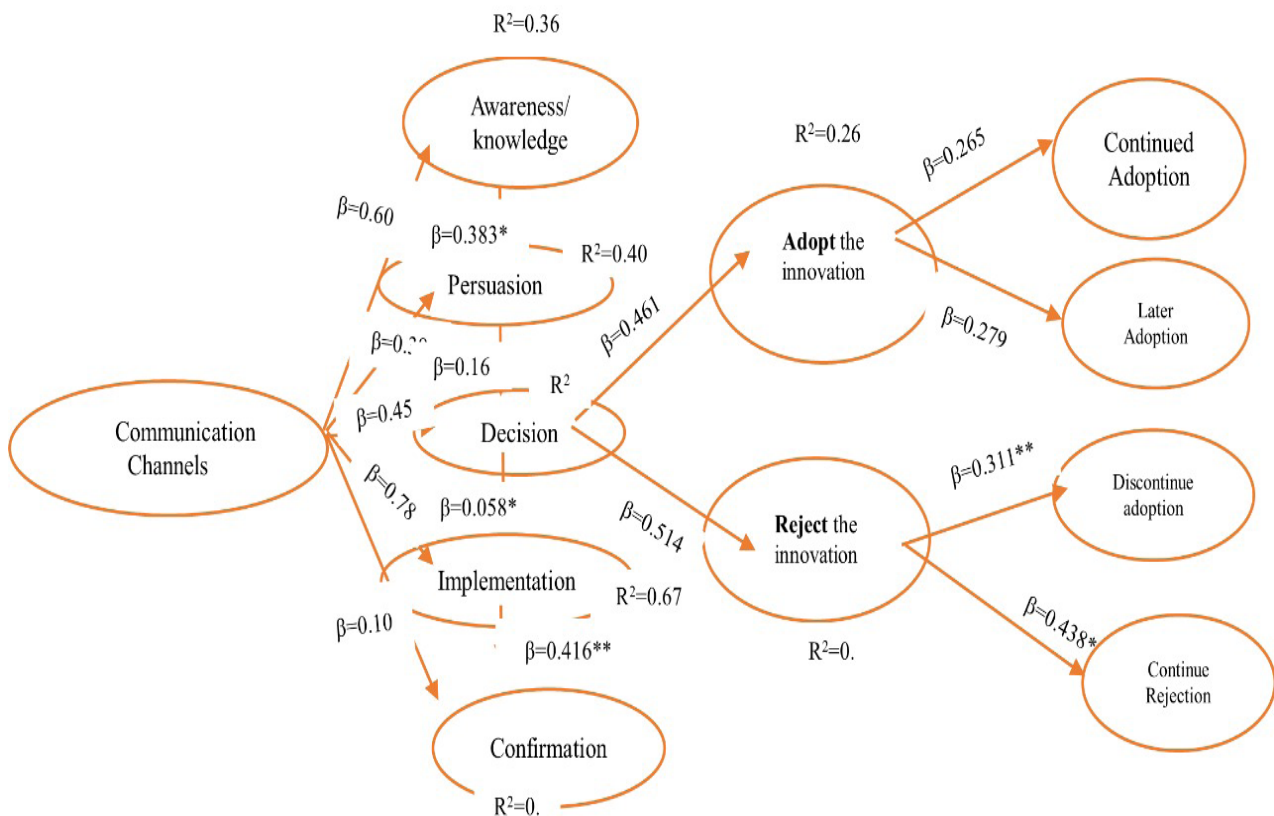 R²=0.36
Awareness/
knowledge
β=0.60
β=0.383*
R²=0.40
Persuasion
β=0.16
R²
β=0.45
Decision
Communication
Channels
β=0.78
β=0.058*
Implementation
R²=0.67
β=0.10
β=0.416**
Confirmation
R²=0.
β=0.461
β=0.514
R²=0.26
Adopt the
innovation
Reject the
innovation
R²=0.
β=0.265
Continued
Adoption
β=0.279
Later
Adoption
β=0.311**
Discontinue
adoption
β=0.438*
Continue
Rejection